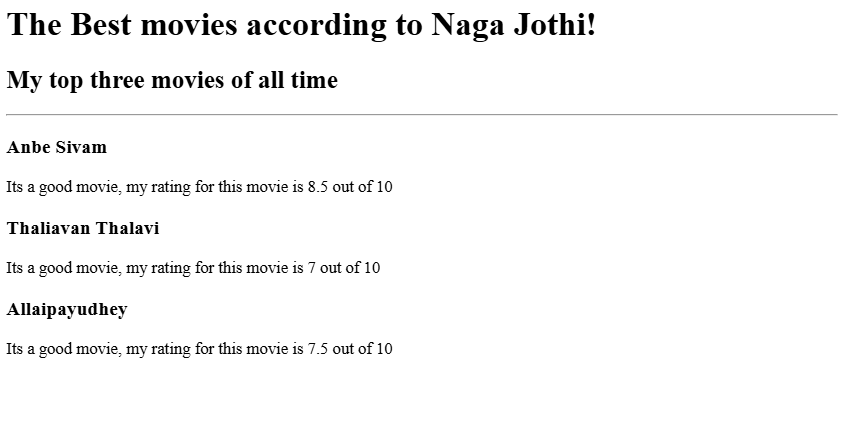 The Best movies according to Naga Jothi!
My top three movies of all time
Anbe Sivam
Its a good movie, my rating for this movie is 8.5 out of 10
Thaliavan Thalavi
Its a good movie, my rating for this movie is 7 out of 10
Allaipayudhey
Its a good movie, my rating for this movie is 7.5 out of 10